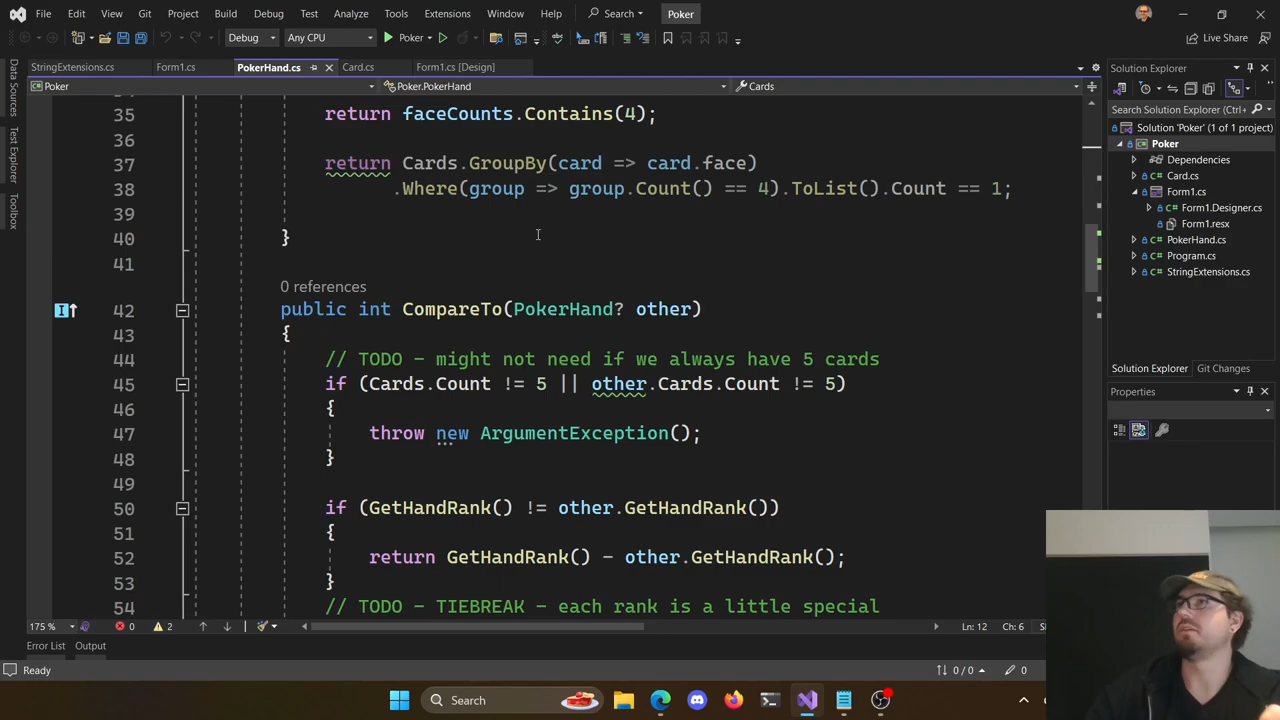 File Edit View Git Project Build Debug Test Analyze Tools Extensions Window Help Search Poker
Debug Any CPU Poker Live Share
StringExtensions.cs Form1.cs PokerHand.cs Card.cs Form1.cs [Design]
Poker Poker.PokerHand Cards
Data Sources
Test Explorer
Toolbox
35 return faceCounts.Contains(4);
36
37 return Cards.GroupBy(card => card.face)
38 .Where(group => group.Count() == 4).ToList().Count == 1;
39
40 }
41
0 references
42 public int CompareTo(PokerHand? other)
43 {
44 // TODO - might not need if we always have 5 cards
45 if (Cards.Count != 5 || other.Cards.Count != 5)
46 {
47 throw new ArgumentException();
48 }
49
50 if (GetHandRank() != other.GetHandRank())
51 {
52 return GetHandRank() - other.GetHandRank();
53 }
54 // TODO - TIEBREAK - each rank is a little special
175 % 0 2 Ln: 12 Ch: 6
Error List Output
Ready 0 / 0 0
Solution Explorer
Search Solution Explorer
Solution 'Poker' (1 of 1 project)
Poker
Dependencies
Card.cs
Form1.cs
Form1.Designer.cs
Form1.resx
PokerHand.cs
Program.cs
StringExtensions.cs
Solution Explorer Git Changes
Properties
Search